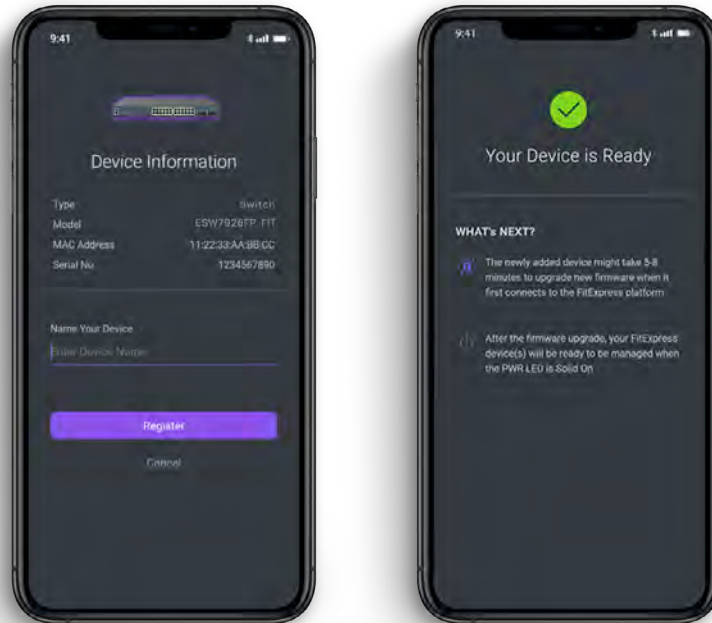 9:41
Device Information
Type Switch
Model ESW7928FP-FIT
MAC Address 11:22:33:AA:BB:CC
Serial No. 1234567890
Name Your Device
Enter Device Name
Register
Cancel
9:41
Your Device is Ready
WHAT's NEXT?
The newly added device might take 5-8
minutes to upgrade new firmware when it
first connects to the FitExpress platform
After the firmware upgrade, your FitExpress
device(s) will be ready to be managed when
the PWR LED is Solid On